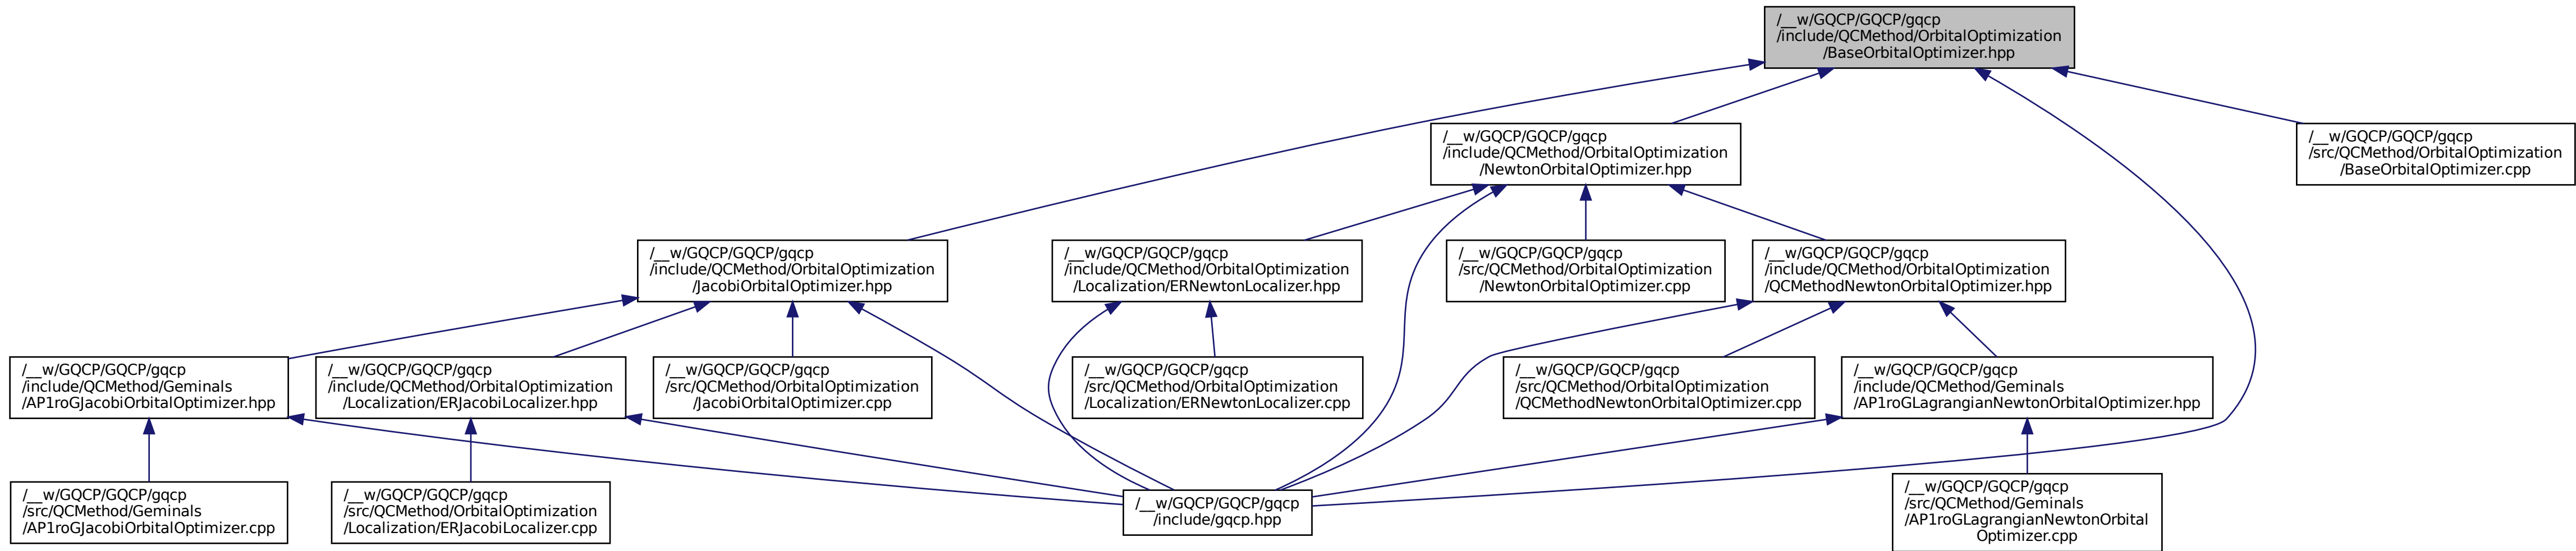 /__w/GQCP/GQCP/gqcp
/include/QCMethod/OrbitalOptimization
/BaseOrbitalOptimizer.hpp
/__w/GQCP/GQCP/gqcp
/include/QCMethod/OrbitalOptimization
/NewtonOrbitalOptimizer.hpp
/__w/GQCP/GQCP/gqcp
/src/QCMethod/OrbitalOptimization
/BaseOrbitalOptimizer.cpp
/__w/GQCP/GQCP/gqcp
/include/QCMethod/OrbitalOptimization
/JacobiOrbitalOptimizer.hpp
/__w/GQCP/GQCP/gqcp
/include/QCMethod/OrbitalOptimization
/Localization/ERNewtonLocalizer.hpp
/__w/GQCP/GQCP/gqcp
/src/QCMethod/OrbitalOptimization
/NewtonOrbitalOptimizer.cpp
/__w/GQCP/GQCP/gqcp
/include/QCMethod/OrbitalOptimization
/QCMethodNewtonOrbitalOptimizer.hpp
/__w/GQCP/GQCP/gqcp
/include/QCMethod/Geminals
/AP1roGJacobiOrbitalOptimizer.hpp
/__w/GQCP/GQCP/gqcp
/include/QCMethod/OrbitalOptimization
/Localization/ERJacobiLocalizer.hpp
/__w/GQCP/GQCP/gqcp
/src/QCMethod/OrbitalOptimization
/JacobiOrbitalOptimizer.cpp
/__w/GQCP/GQCP/gqcp
/src/QCMethod/OrbitalOptimization
/Localization/ERNewtonLocalizer.cpp
/__w/GQCP/GQCP/gqcp
/src/QCMethod/OrbitalOptimization
/QCMethodNewtonOrbitalOptimizer.cpp
/__w/GQCP/GQCP/gqcp
/include/QCMethod/Geminals
/AP1roGLagrangianNewtonOrbitalOptimizer.hpp
/__w/GQCP/GQCP/gqcp
/src/QCMethod/Geminals
/AP1roGJacobiOrbitalOptimizer.cpp
/__w/GQCP/GQCP/gqcp
/src/QCMethod/OrbitalOptimization
/Localization/ERJacobiLocalizer.cpp
/__w/GQCP/GQCP/gqcp
/include/gqcp.hpp
/__w/GQCP/GQCP/gqcp
/src/QCMethod/Geminals
/AP1roGLagrangianNewtonOrbital
Optimizer.cpp